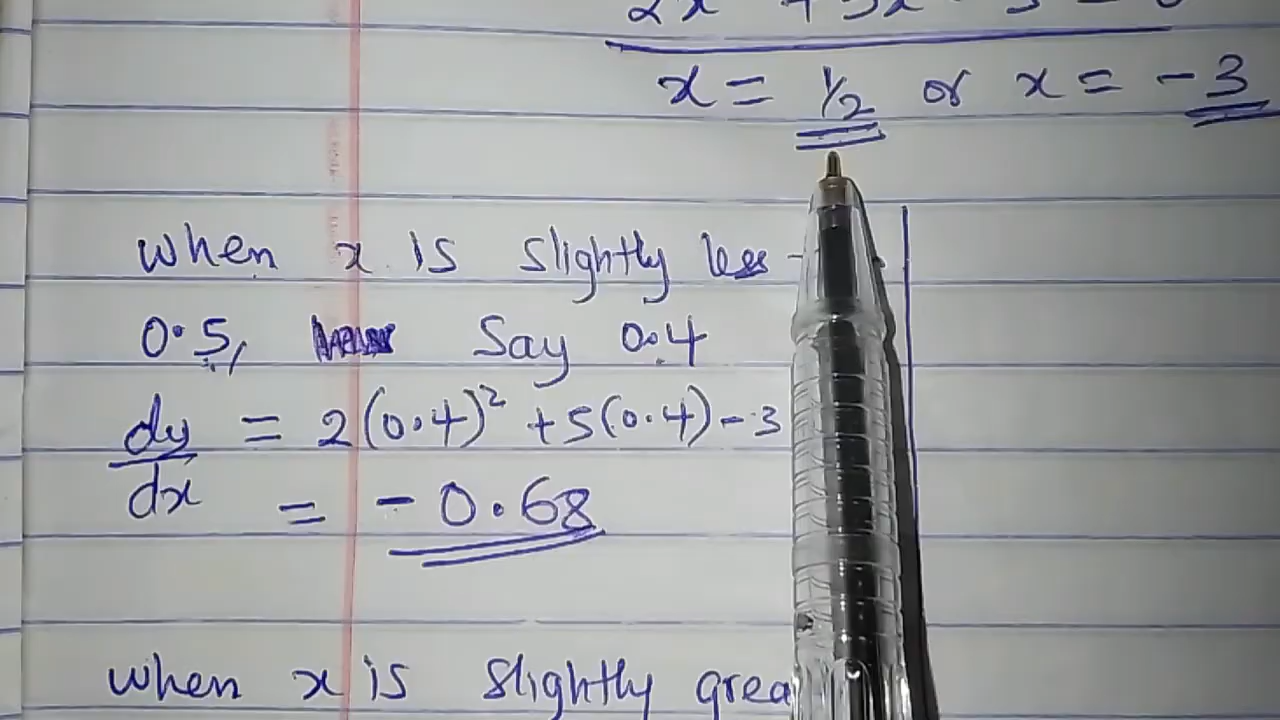 x = 1/2 or x = -3
When x is slightly less
0.5, Say 0.4
dy/dx = 2(0.4)² + 5(0.4) - 3
= - 0.68
When x is slightly